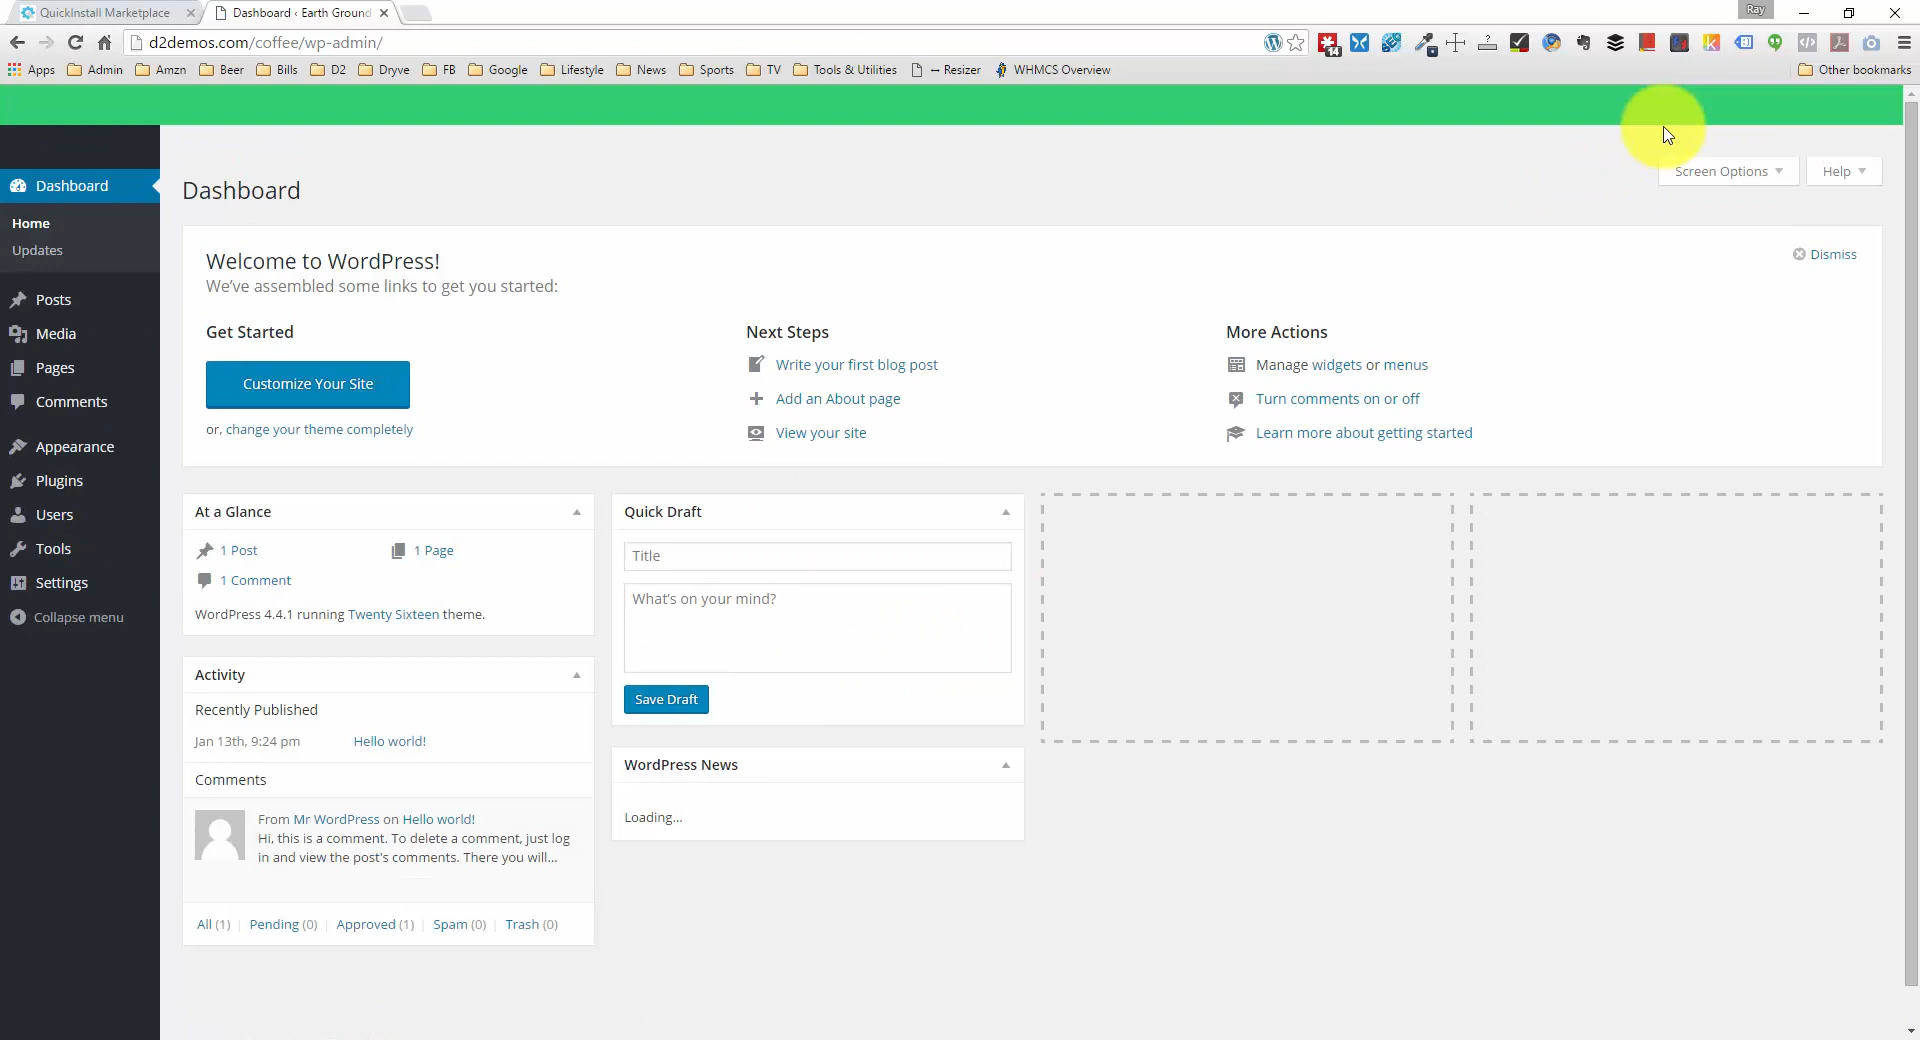 QuickInstall Marketplace
Dashboard ‹ Earth Ground
Ray
d2demos.com/coffee/wp-admin/
14
Apps Admin Amzn Beer Bills D2 Dryve FB Google Lifestyle News Sports TV Tools & Utilities ↔ Resizer WHMCS Overview Other bookmarks
Screen Options Help
Dashboard
Home
Updates
Posts
Media
Pages
Comments
Appearance
Plugins
Users
Tools
Settings
Collapse menu
Dashboard
Welcome to WordPress!
Dismiss
We've assembled some links to get you started:
Get Started
Customize Your Site
or, change your theme completely
Next Steps
Write your first blog post
Add an About page
View your site
More Actions
Manage widgets or menus
Turn comments on or off
Learn more about getting started
At a Glance
1 Post 1 Page
1 Comment
WordPress 4.4.1 running Twenty Sixteen theme.
Activity
Recently Published
Jan 13th, 9:24 pm Hello world!
Comments
From Mr WordPress on Hello world!
Hi, this is a comment. To delete a comment, just log
in and view the post's comments. There you will...
All (1) | Pending (0) | Approved (1) | Spam (0) | Trash (0)
Quick Draft
Title
What's on your mind?
Save Draft
WordPress News
Loading...